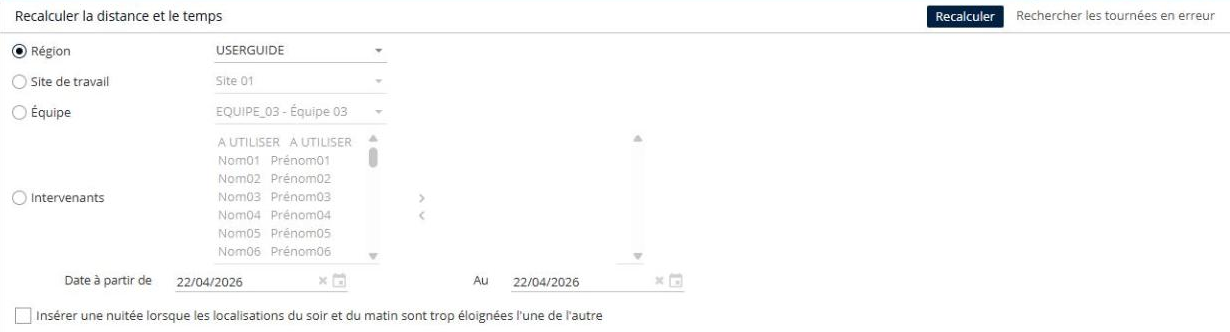 Recalculer la distance et le temps Recalculer Rechercher les tournées en erreur
Région USERGUIDE
Site de travail Site 01
Équipe EQUIPE_03 - Équipe 03
A UTILISER A UTILISER
Nom01 Prénom01
Nom02 Prénom02
Intervenants Nom03 Prénom03
Nom04 Prénom04
Nom05 Prénom05
Nom06 Prénom06
Date à partir de 22/04/2026 Au 22/04/2026
Insérer une nuitée lorsque les localisations du soir et du matin sont trop éloignées l'une de l'autre